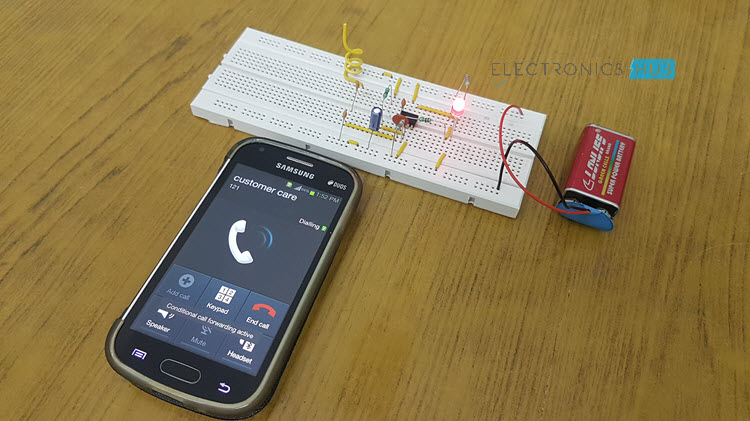 ELECTRONICS HUB
SAMSUNG DUOS
1:52 PM
customer care
121
Dialling
Add call
Keypad
End call
Conditional call forwarding active
Speaker
Mute
Headset
SUPER POWER BATTERY